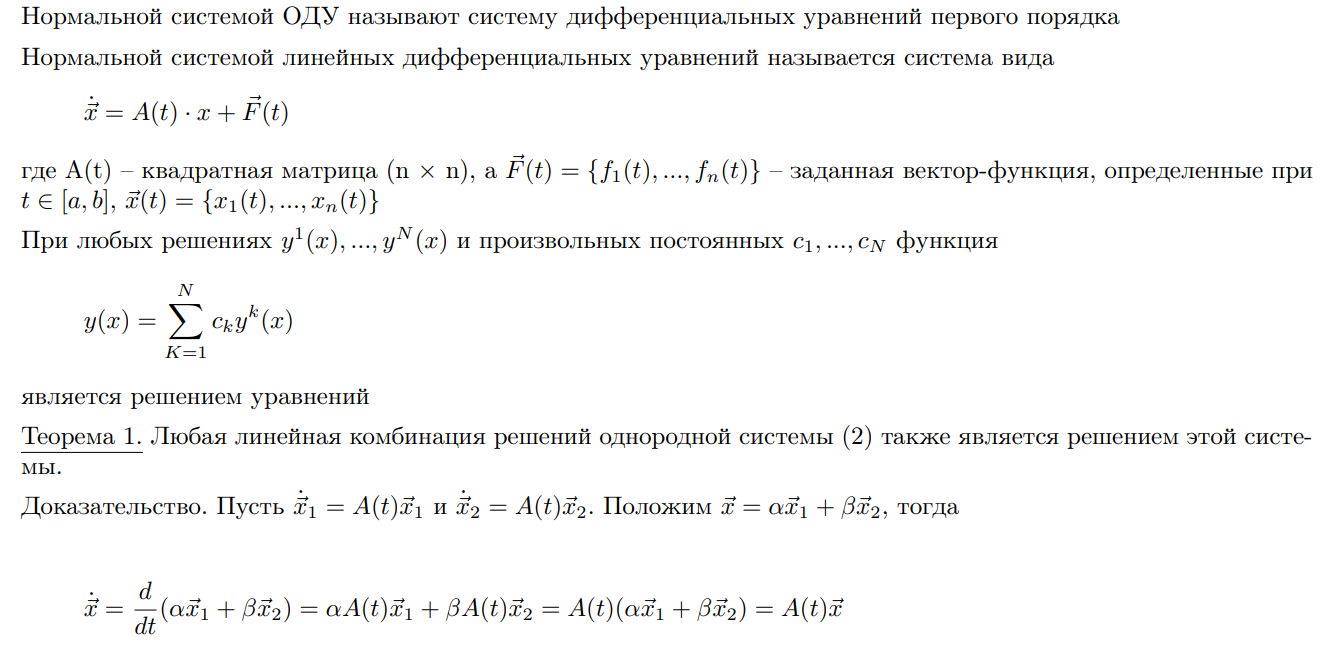 Нормальной системой ОДУ называют систему дифференциальных уравнений первого порядка
Нормальной системой линейных дифференциальных уравнений называется система вида
$\dot{\vec{x}} = A(t) \cdot x + \vec{F}(t)$
где A(t) – квадратная матрица (n × n), а $\vec{F}(t) = \{f_1(t), ..., f_n(t)\}$ – заданная вектор-функция, определенные при
$t \in [a, b]$, $\vec{x}(t) = \{x_1(t), ..., x_n(t)\}$
При любых решениях $y^1(x), ..., y^N(x)$ и произвольных постоянных $c_1, ..., c_N$ функция
$y(x) = \sum_{K=1}^{N} c_k y^k(x)$
является решением уравнений
Теорема 1. Любая линейная комбинация решений однородной системы (2) также является решением этой систе-
мы.
Доказательство. Пусть $\dot{\vec{x}}_1 = A(t)\vec{x}_1$ и $\dot{\vec{x}}_2 = A(t)\vec{x}_2$. Положим $\vec{x} = \alpha\vec{x}_1 + \beta\vec{x}_2$, тогда
$\dot{\vec{x}} = \frac{d}{dt}(\alpha\vec{x}_1 + \beta\vec{x}_2) = \alpha A(t)\vec{x}_1 + \beta A(t)\vec{x}_2 = A(t)(\alpha\vec{x}_1 + \beta\vec{x}_2) = A(t)\vec{x}$